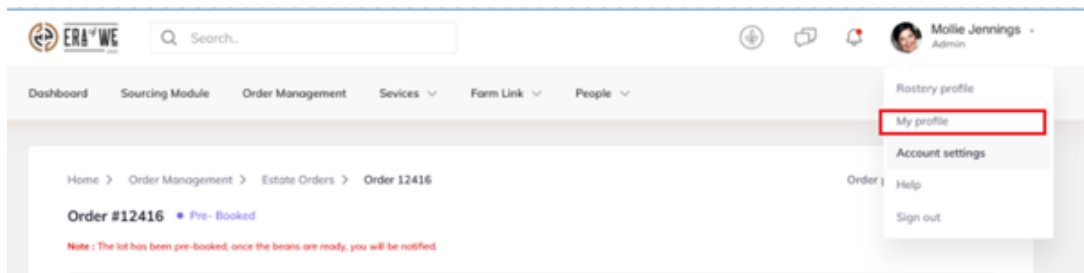 ERA of WE
Search..
Mollie Jennings
Admin
Dashboard Sourcing Module Order Management Sevices Farm Link People
Rostery profile
My profile
Account settings
Help
Sign out
Home > Order Management > Estate Orders > Order 12416
Order
Order #12416 • Pre- Booked
Note : The lot has been pre-booked, once the beans are ready, you will be notified.